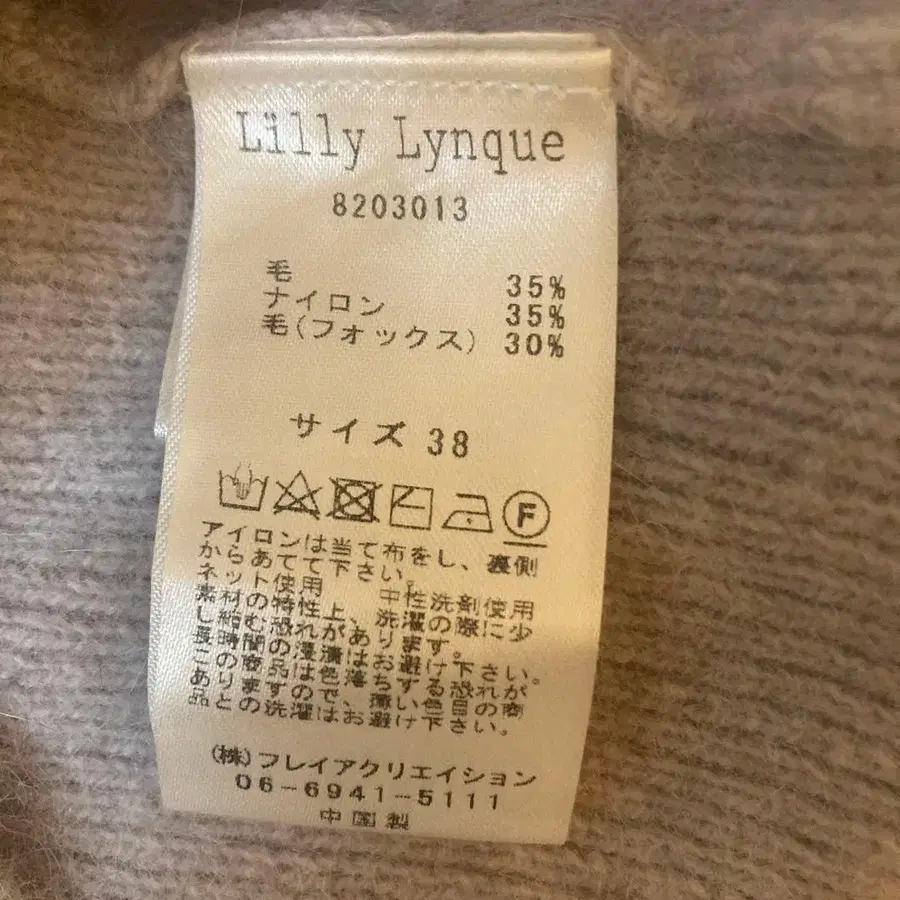 Lilly Lynque
8203013
毛 35%
ナイロン 35%
毛(フォックス) 30%
サイズ 38
F
アイロンは当て布をし、裏側
からあてて下さい。
ネット使用 中性洗剤使用
素材の特性上、洗濯の際に少
し縮む恐れがあります。
長時間の浸漬はお避け下さい。
この商品は色落ちする恐れが
ありますので、薄い色目の商
品との洗濯はお避け下さい。
(株)フレイアクリエイション
06-6941-5111
中国製